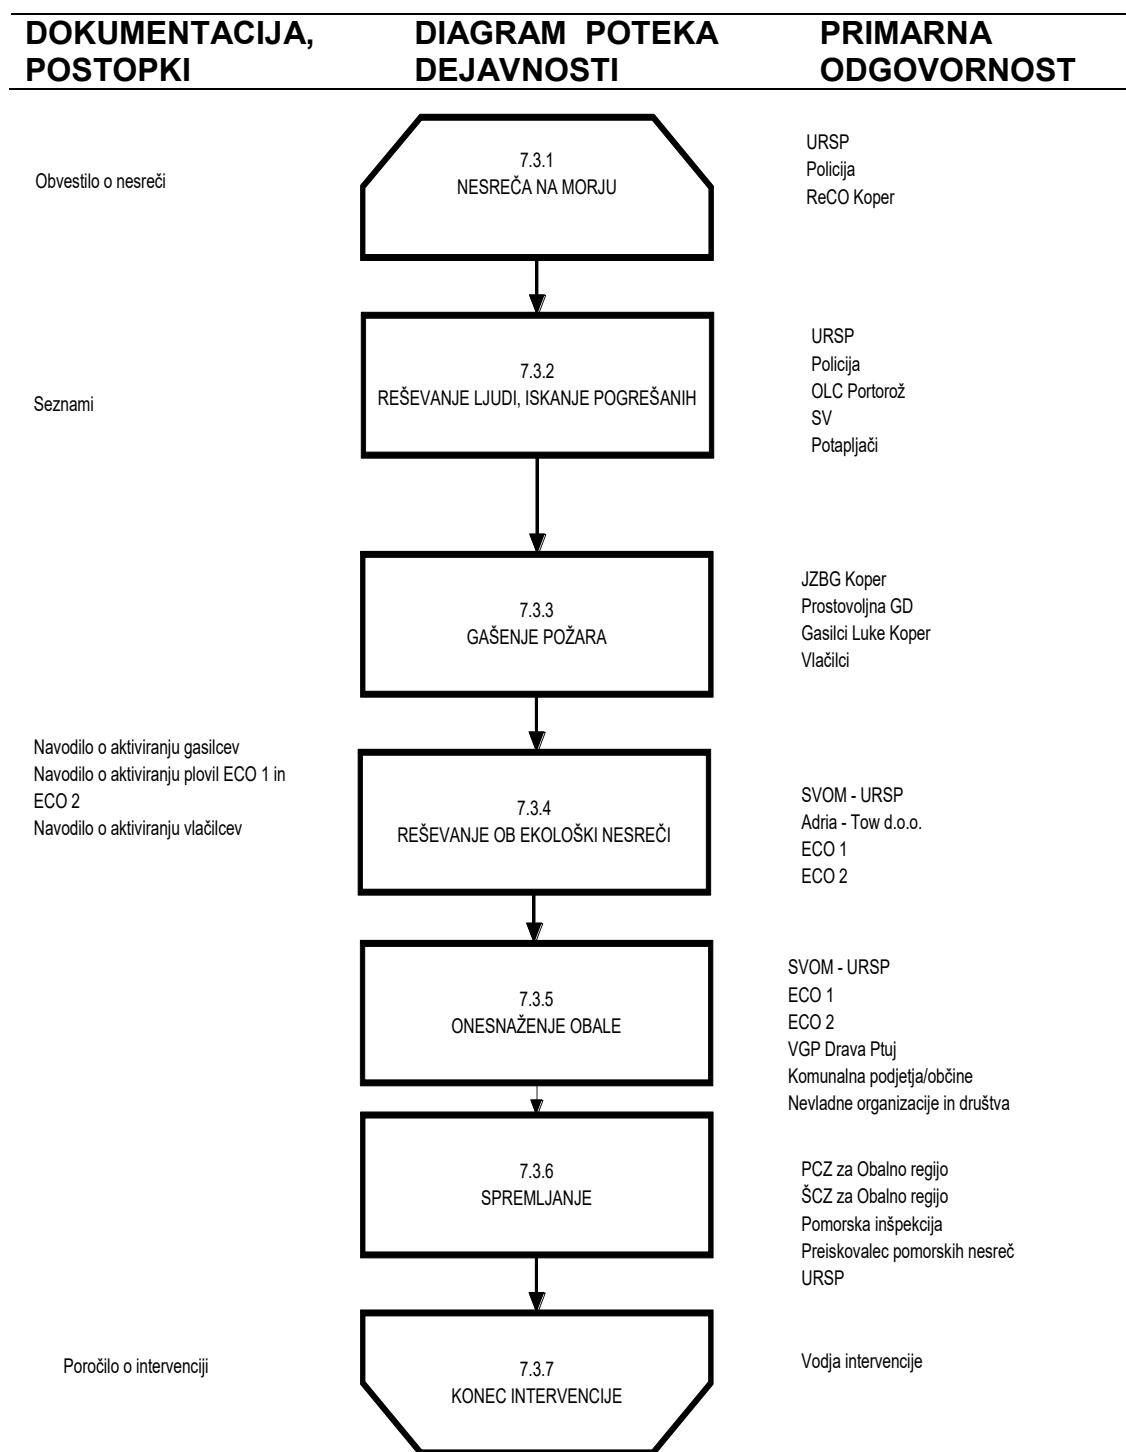 DOKUMENTACIJA,
POSTOPKI
DIAGRAM POTEKA
DEJAVNOSTI
PRIMARNA
ODGOVORNOST
Obvestilo o nesreči
7.3.1
NESREČA NA MORJU
URSP
Policija
ReCO Koper
Seznami
7.3.2
REŠEVANJE LJUDI, ISKANJE POGREŠANIH
URSP
Policija
OLC Portorož
SV
Potapljači
7.3.3
GAŠENJE POŽARA
JZBG Koper
Prostovoljna GD
Gasilci Luke Koper
Vlačilci
Navodilo o aktiviranju gasilcev
Navodilo o aktiviranju plovil ECO 1 in
ECO 2
Navodilo o aktiviranju vlačilcev
7.3.4
REŠEVANJE OB EKOLOŠKI NESREČI
SVOM - URSP
Adria - Tow d.o.o.
ECO 1
ECO 2
7.3.5
ONESNAŽENJE OBALE
SVOM - URSP
ECO 1
ECO 2
VGP Drava Ptuj
Komunalna podjetja/občine
Nevladne organizacije in društva
7.3.6
SPREMLJANJE
PCZ za Obalno regijo
ŠCZ za Obalno regijo
Pomorska inšpekcija
Preiskovalec pomorskih nesreč
URSP
Poročilo o intervenciji
7.3.7
KONEC INTERVENCIJE
Vodja intervencije